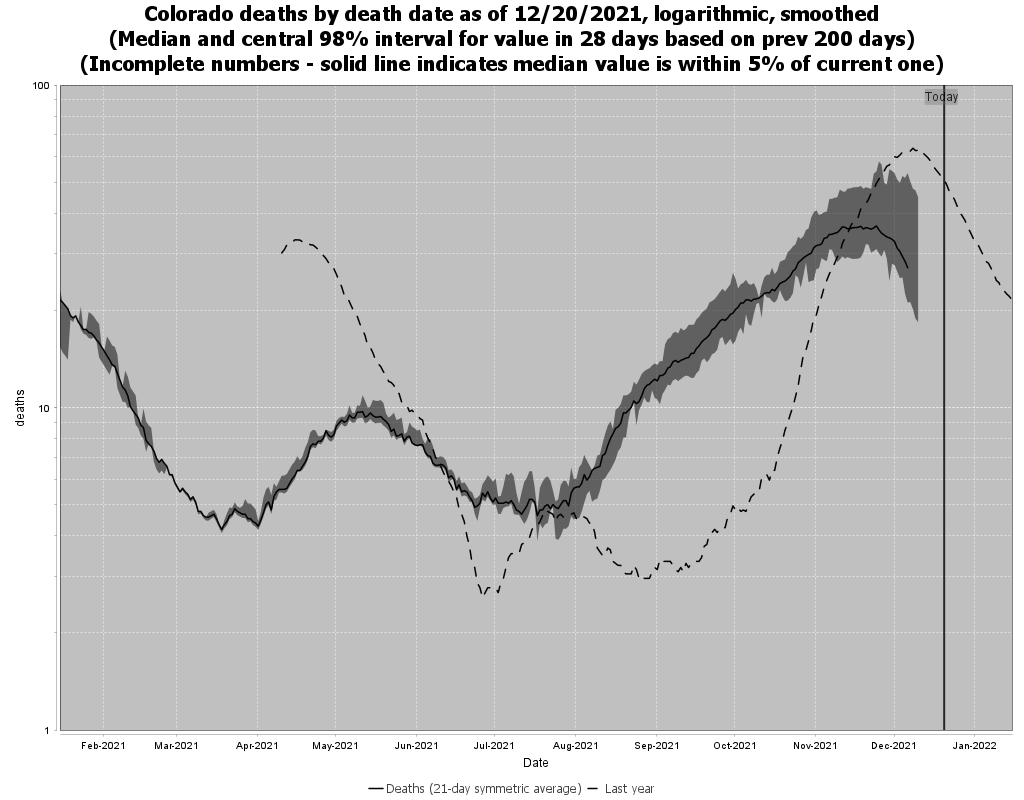 Colorado deaths by death date as of 12/20/2021, logarithmic, smoothed
(Median and central 98% interval for value in 28 days based on prev 200 days)
(Incomplete numbers - solid line indicates median value is within 5% of current one)
100
Today
deaths
10
1
Feb-2021 Mar-2021 Apr-2021 May-2021 Jun-2021 Jul-2021 Aug-2021 Sep-2021 Oct-2021 Nov-2021 Dec-2021 Jan-2022
Date
Deaths (21-day symmetric average) Last year